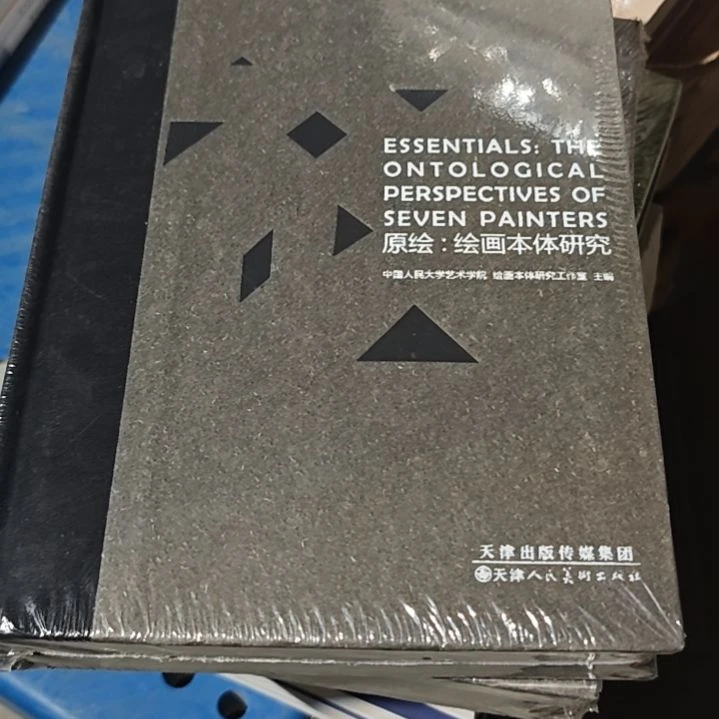 ESSENTIALS: THE
ONTOLOGICAL
PERSPECTIVES OF
SEVEN PAINTERS
原绘:绘画本体研究
中国人民大学艺术学院 绘画本体研究工作室 主编
天津出版传媒集团
天津人民美术出版社